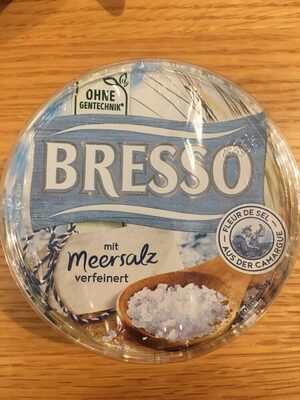 OHNE
GENTECHNIK
BRESSO
mit
Meersalz
verfeinert
FLEUR DE SEL
AUS DER CAMARGUE